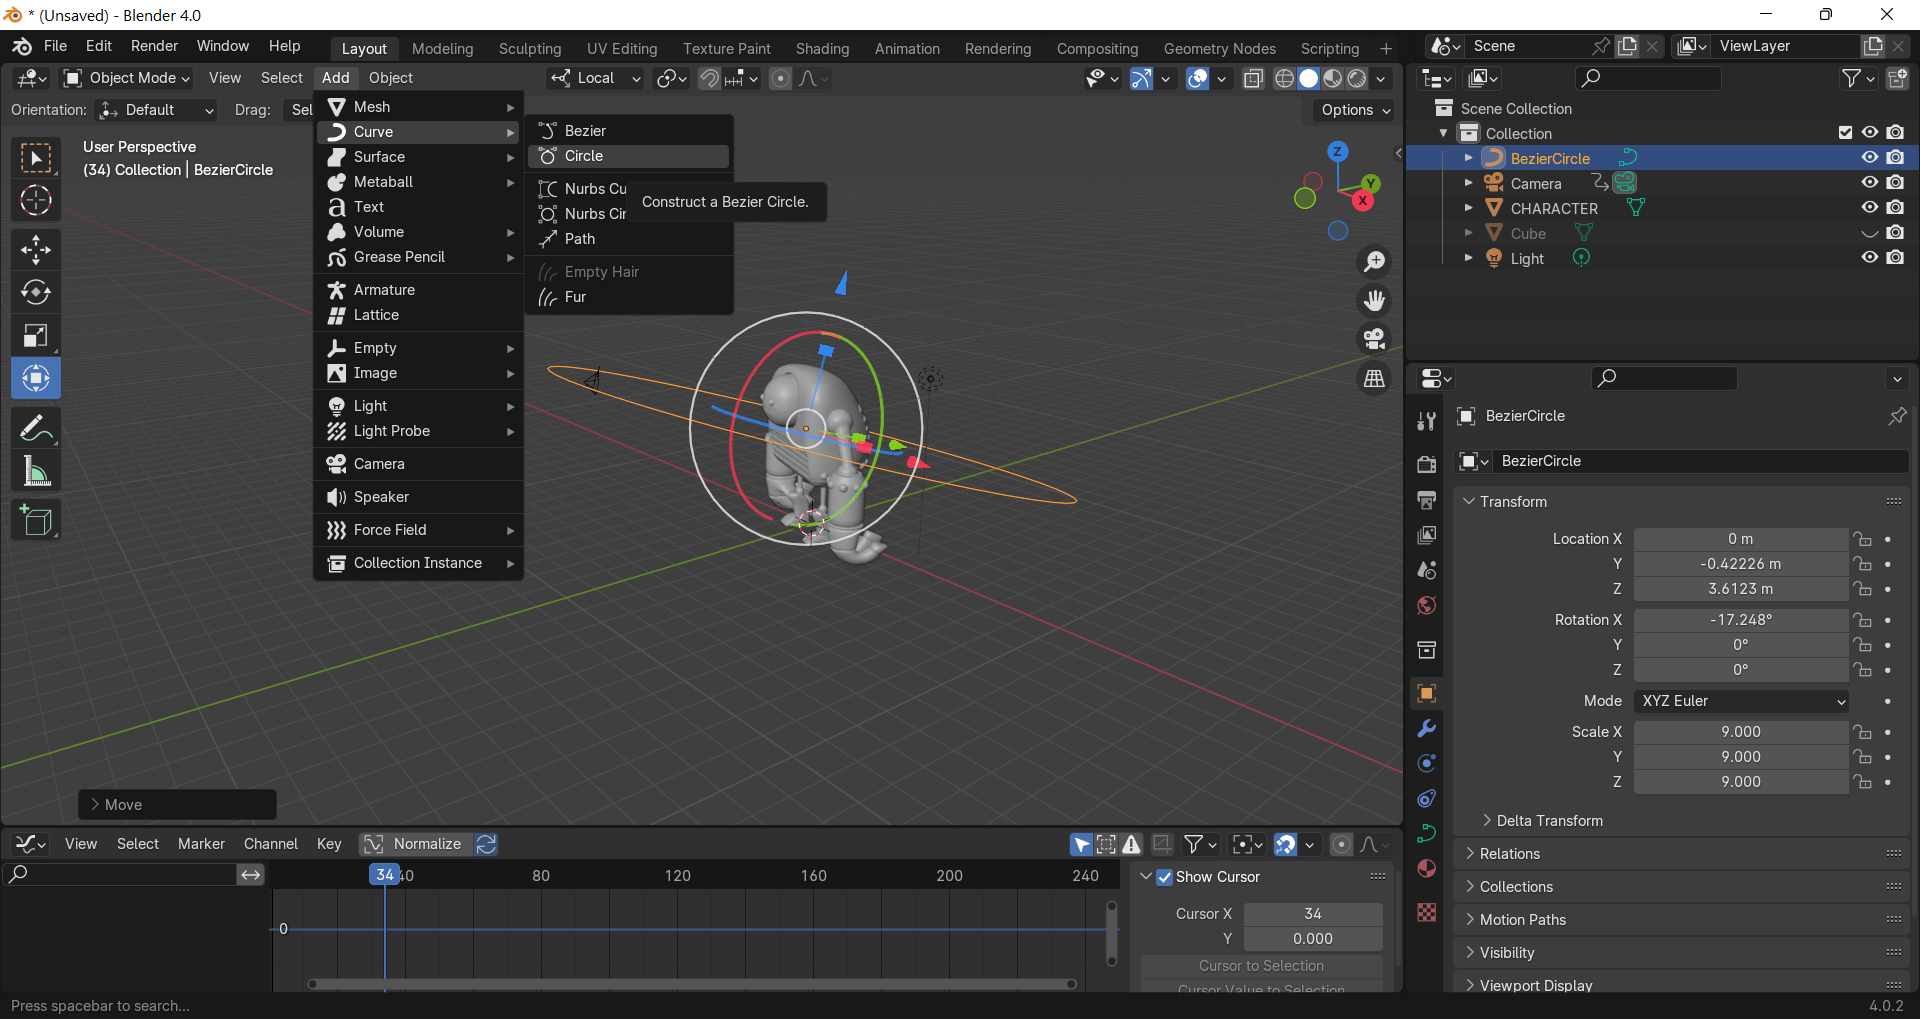 * (Unsaved) - Blender 4.0
File Edit Render Window Help Layout Modeling Sculpting UV Editing Texture Paint Shading Animation Rendering Compositing Geometry Nodes Scripting + Scene ViewLayer
Object Mode View Select Add Object Local
Orientation: Default Drag: Sel Options
User Perspective
(34) Collection | BezierCircle
Mesh
Curve
Surface
Metaball
Text
Volume
Grease Pencil
Armature
Lattice
Empty
Image
Light
Light Probe
Camera
Speaker
Force Field
Collection Instance
Bezier
Circle
Nurbs Cu
Nurbs Cir
Path
Empty Hair
Fur
Construct a Bezier Circle.
Z
Y
X
Move
Scene Collection
Collection
BezierCircle
Camera
CHARACTER
Cube
Light
BezierCircle
BezierCircle
Transform
Location X 0 m
Y -0.42226 m
Z 3.6123 m
Rotation X -17.248°
Y 0°
Z 0°
Mode XYZ Euler
Scale X 9.000
Y 9.000
Z 9.000
Delta Transform
Relations
Collections
Motion Paths
Visibility
Viewport Display
View Select Marker Channel Key Normalize
34 40 80 120 160 200 240
0
Show Cursor
Cursor X 34
Y 0.000
Cursor to Selection
Cursor Value to Selection
Press spacebar to search...
4.0.2